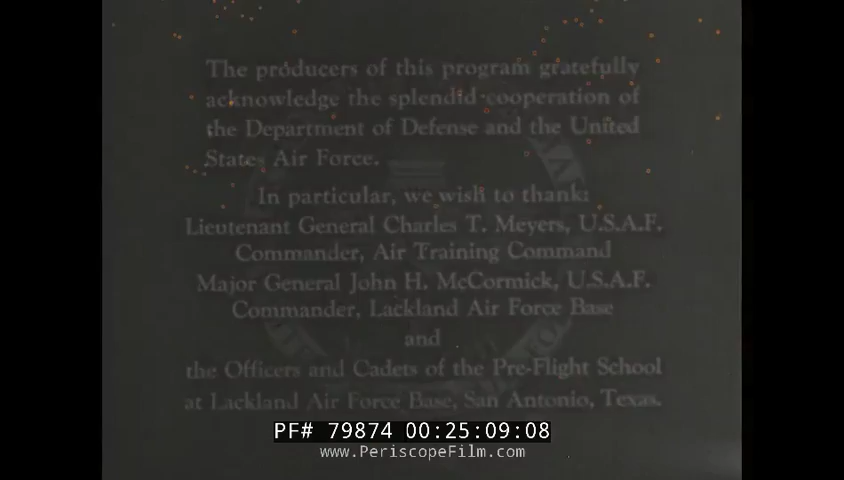 The producers of this program gratefully
acknowledge the splendid cooperation of
the Department of Defense and the United
States Air Force.
In particular, we wish to thank:
Lieutenant General Charles T. Meyers, U.S.A.F.
Commander, Air Training Command
Major General John H. McCormick, U.S.A.F.
Commander, Lackland Air Force Base
and
the Officers and Cadets of the Pre-Flight School
at Lackland Air Force Base, San Antonio, Texas.
PF# 79874 00:25:09:08
www.PeriscopeFilm.com